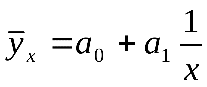 ȳₓ = a₀ + a₁ 1/x